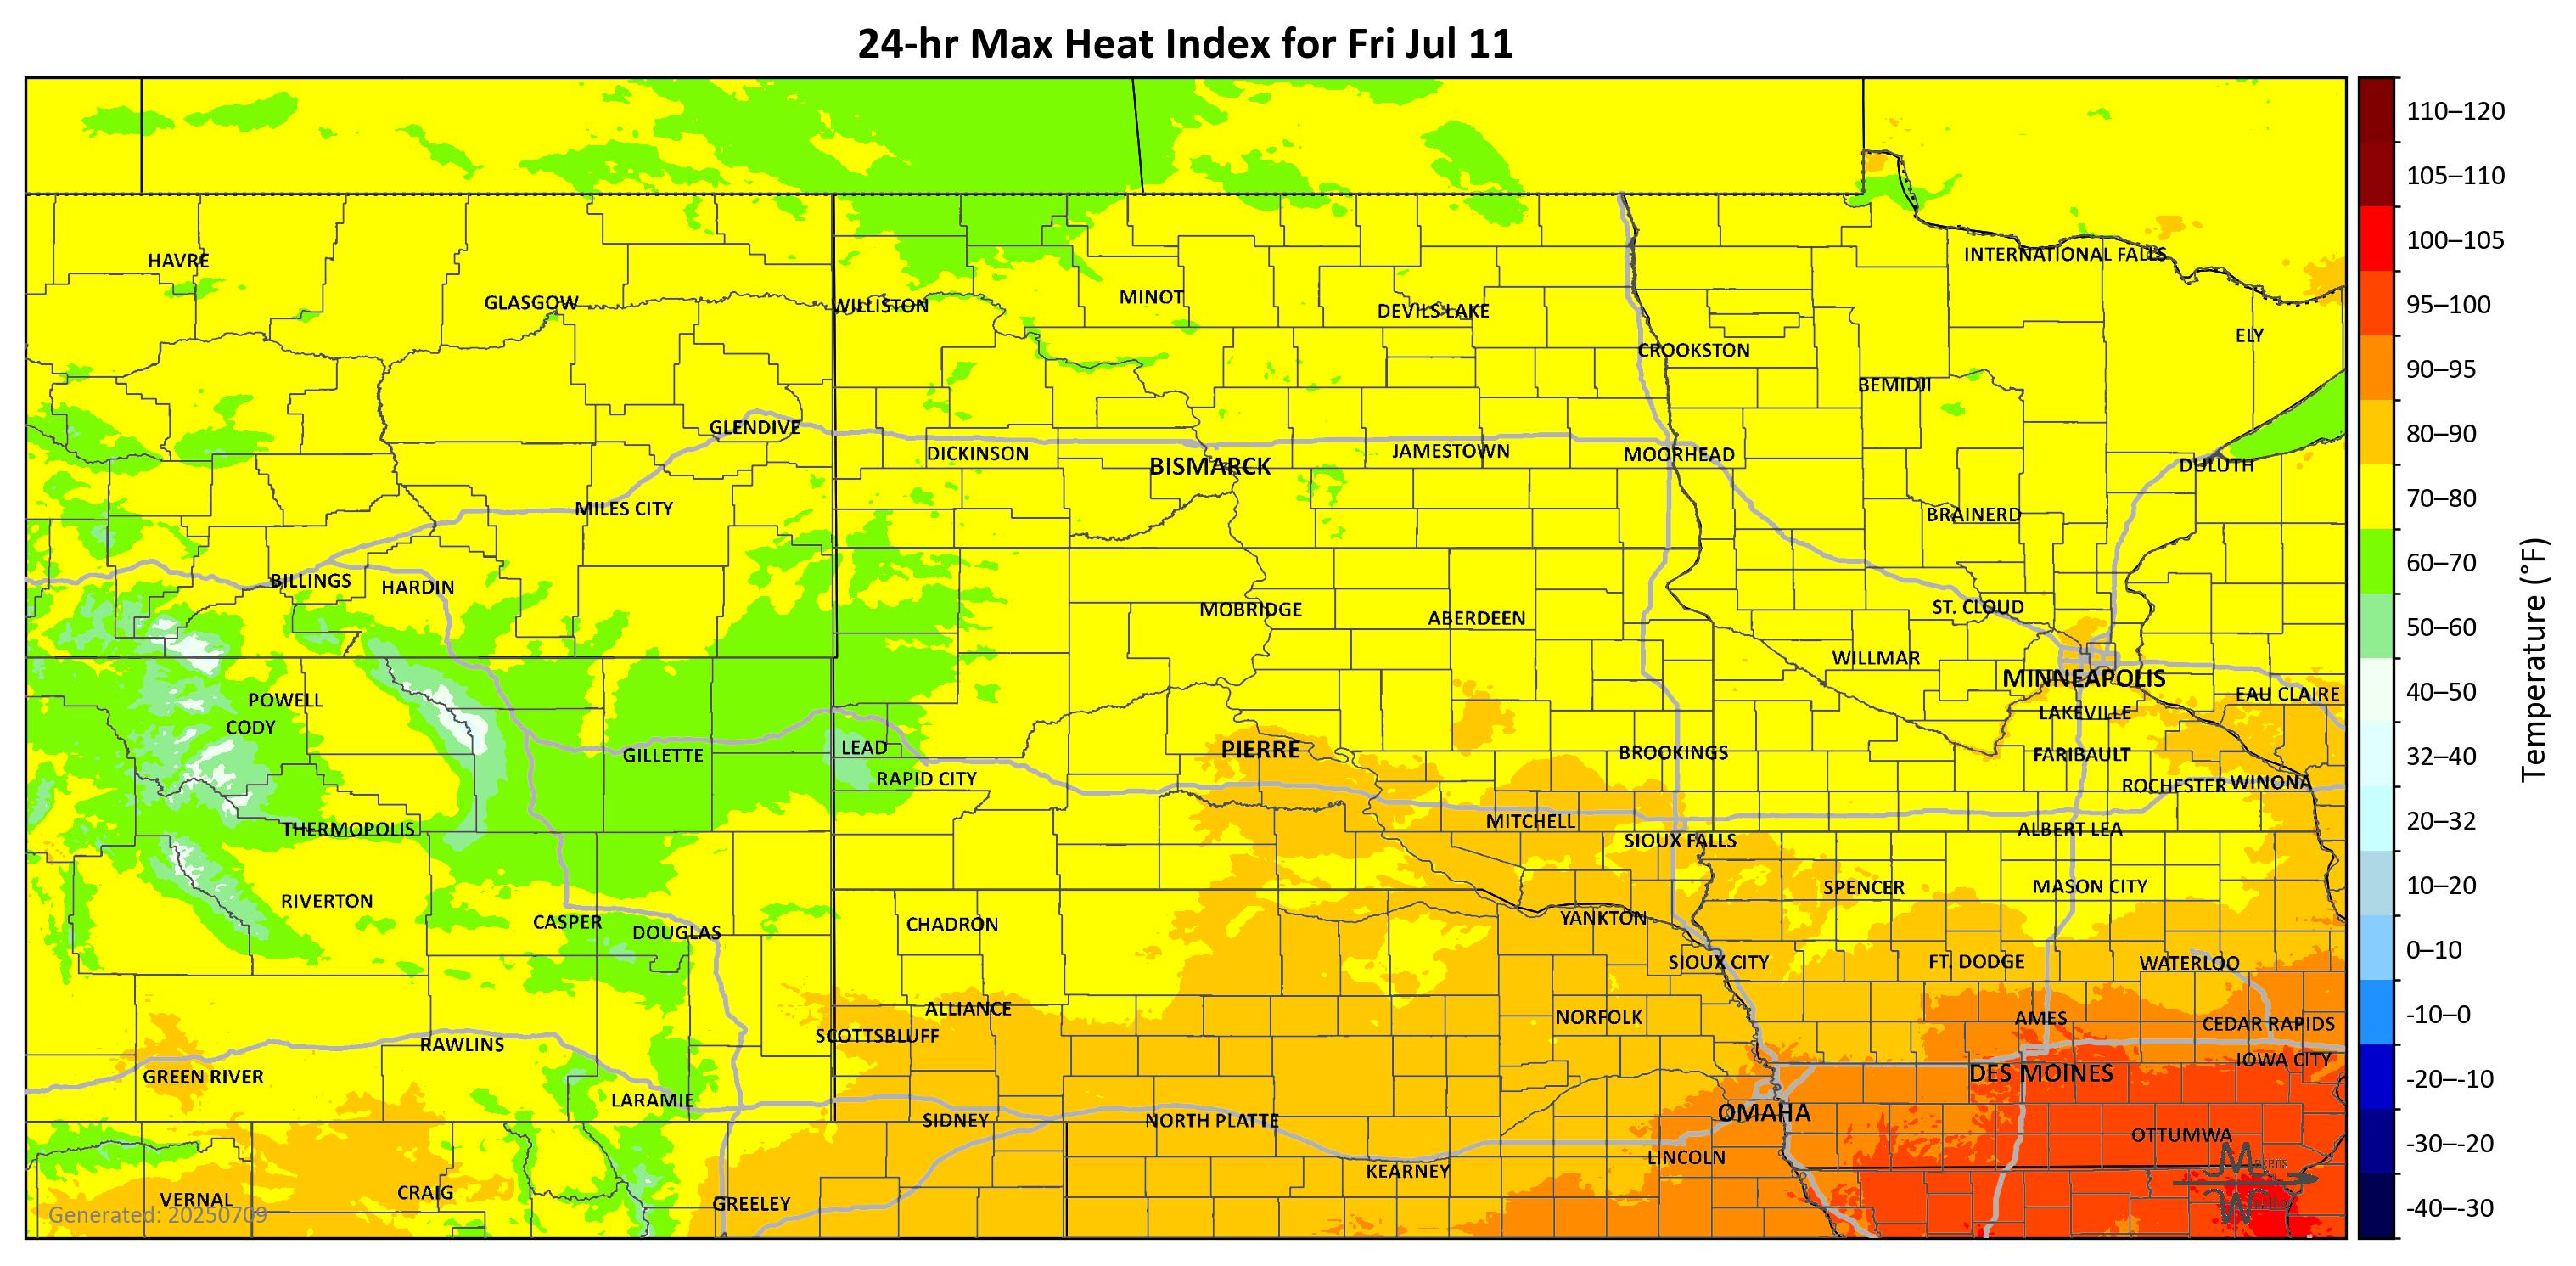 24-hr Max Heat Index for Fri Jul 11
110–120
105–110
100–105
95–100
90–95
80–90
70–80
60–70
50–60
40–50
32–40
20–32
10–20
0–10
-10–0
-20–-10
-30–-20
-40–-30
Temperature (°F)
HAVRE
INTERNATIONAL FALLS
GLASGOW
WILLISTON
MINOT
DEVILS LAKE
ELY
CROOKSTON
BEMIDJI
GLENDIVE
DICKINSON
BISMARCK
JAMESTOWN
MOORHEAD
DULUTH
MILES CITY
BRAINERD
BILLINGS
HARDIN
MOBRIDGE
ABERDEEN
ST. CLOUD
WILLMAR
MINNEAPOLIS
POWELL
EAU CLAIRE
CODY
LAKEVILLE
GILLETTE
LEAD
PIERRE
BROOKINGS
FARIBAULT
RAPID CITY
ROCHESTER
WINONA
THERMOPOLIS
MITCHELL
SIOUX FALLS
ALBERT LEA
RIVERTON
SPENCER
MASON CITY
CASPER
DOUGLAS
CHADRON
YANKTON
SIOUX CITY
FT. DODGE
WATERLOO
ALLIANCE
NORFOLK
AMES
CEDAR RAPIDS
SCOTTSBLUFF
RAWLINS
IOWA CITY
GREEN RIVER
DES MOINES
LARAMIE
SIDNEY
NORTH PLATTE
OMAHA
OTTUMWA
KEARNEY
LINCOLN
VERNAL
CRAIG
GREELEY
Generated: 20250709